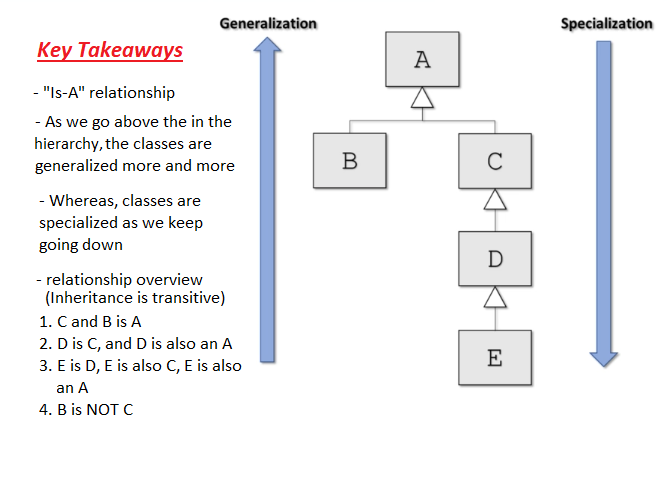 Generalization
Specialization
Key Takeaways
- "Is-A" relationship
- As we go above the in the
hierarchy, the classes are
generalized more and more
- Whereas, classes are
specialized as we keep
going down
- relationship overview
(Inheritance is transitive)
1. C and B is A
2. D is C, and D is also an A
3. E is D, E is also C, E is also
an A
4. B is NOT C
A
B
C
D
E